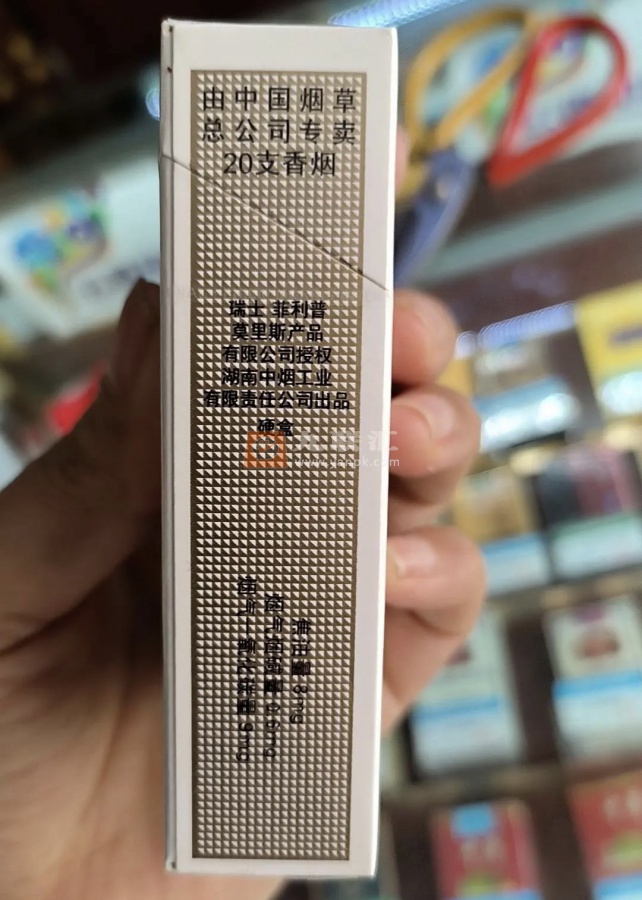 由中国烟草
总公司专卖
20支香烟
瑞士 菲利普
莫里斯产品
有限公司授权
湖南中烟工业
有限责任公司出品
硬盒
www.yanpk.com
焦油量 8mg
烟气烟碱量 0.6mg
烟气一氧化碳量 9mg